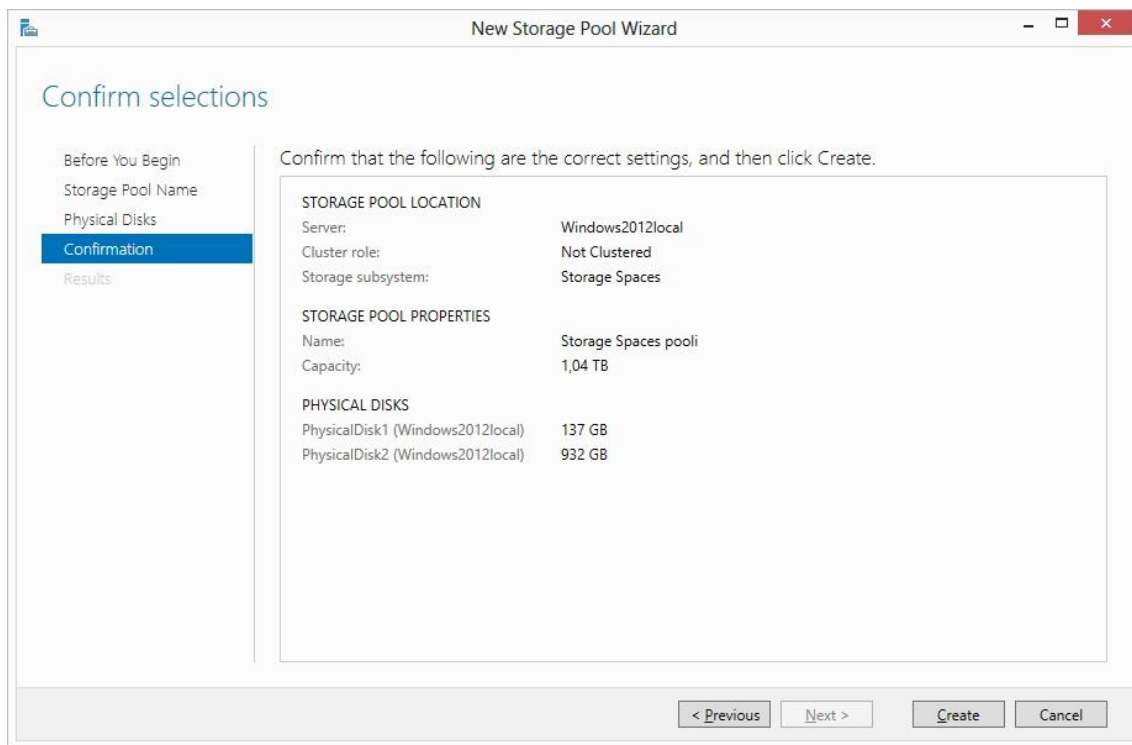 New Storage Pool Wizard
Confirm selections
Before You Begin
Storage Pool Name
Physical Disks
Confirmation
Results
Confirm that the following are the correct settings, and then click Create.
STORAGE POOL LOCATION
Server: Windows2012local
Cluster role: Not Clustered
Storage subsystem: Storage Spaces
STORAGE POOL PROPERTIES
Name: Storage Spaces pooli
Capacity: 1,04 TB
PHYSICAL DISKS
PhysicalDisk1 (Windows2012local) 137 GB
PhysicalDisk2 (Windows2012local) 932 GB
< Previous Next > Create Cancel